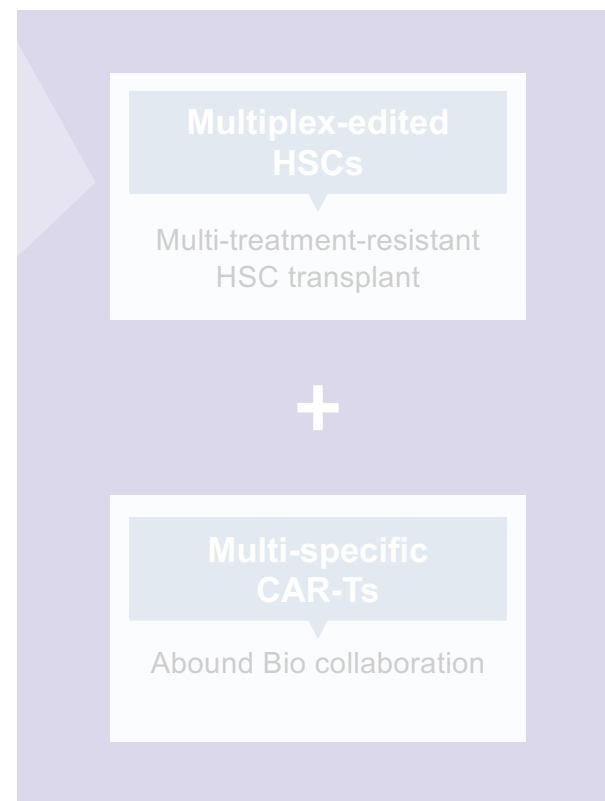 Multiplex-edited
HSCs
Multi-treatment-resistant
HSC transplant
+
Multi-specific
CAR-Ts
Abound Bio collaboration